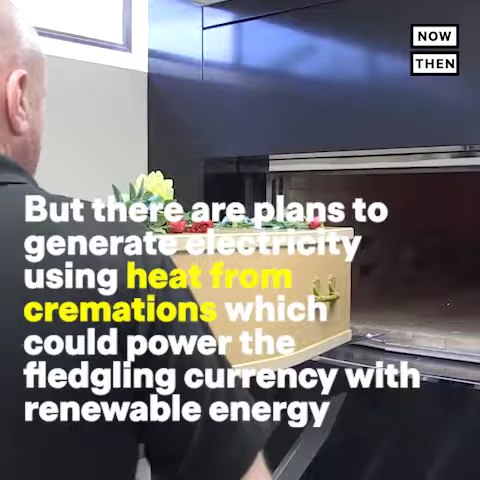 NOW
THEN
But there are plans to
generate electricity
using heat from
cremations which
could power the
fledgling currency with
renewable energy